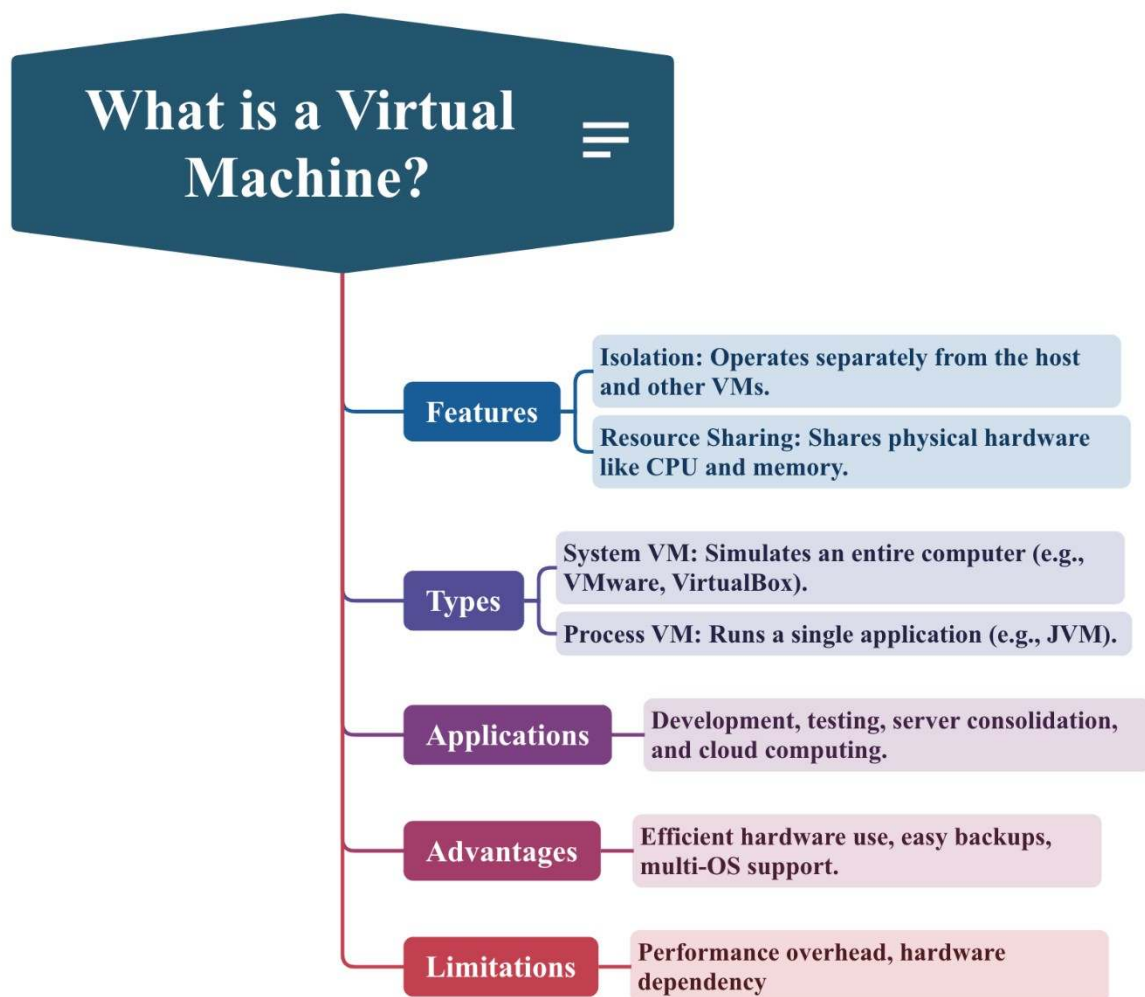 What is a Virtual
Machine?
Features
Isolation: Operates separately from the host
and other VMs.
Resource Sharing: Shares physical hardware
like CPU and memory.
Types
System VM: Simulates an entire computer (e.g.,
VMware, VirtualBox).
Process VM: Runs a single application (e.g., JVM).
Applications
Development, testing, server consolidation,
and cloud computing.
Advantages
Efficient hardware use, easy backups,
multi-OS support.
Limitations
Performance overhead, hardware
dependency